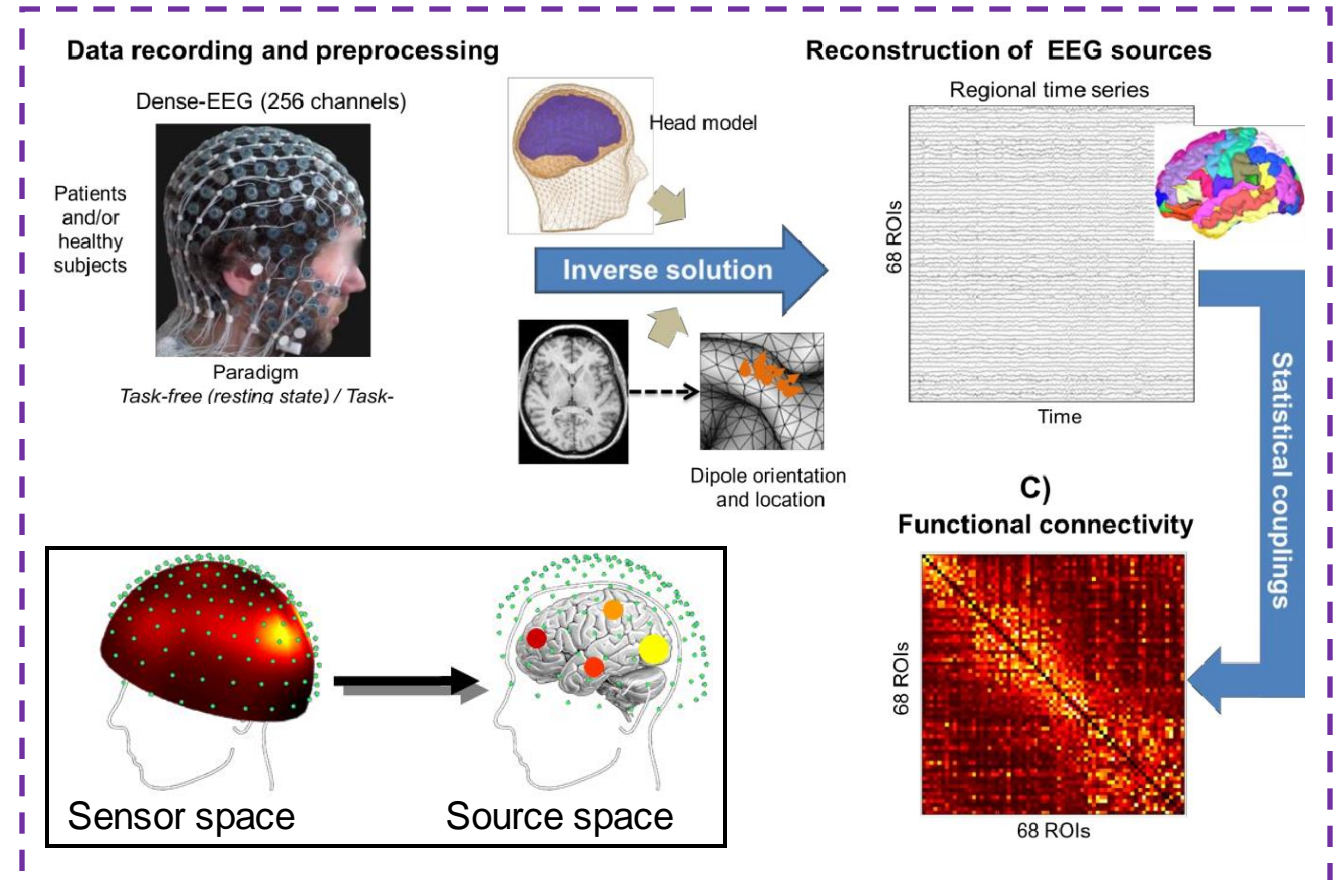 Data recording and preprocessing
Dense-EEG (256 channels)
Patients
and/or
healthy
subjects
Paradigm
Task-free (resting state) / Task-
Head model
Inverse solution
Dipole orientation
and location
Reconstruction of EEG sources
Regional time series
68 ROIs
Time
Statistical couplings
C)
Functional connectivity
68 ROIs
68 ROIs
Sensor space
Source space